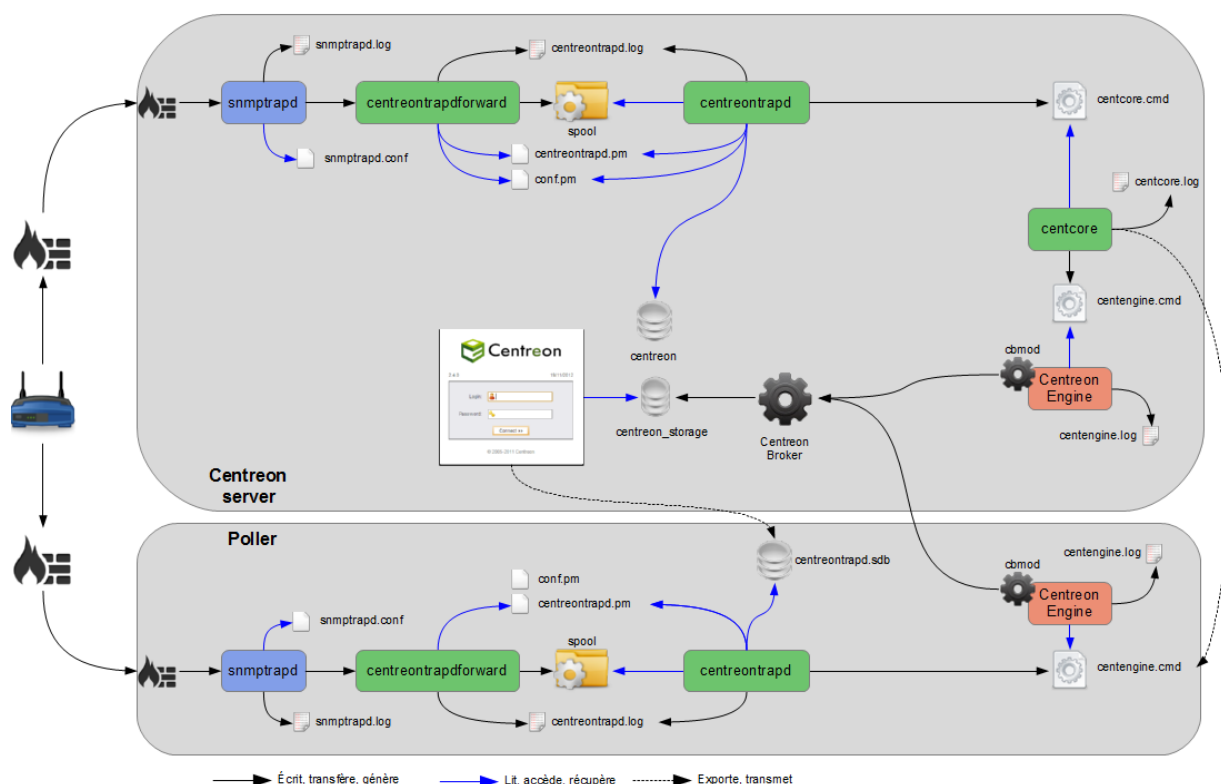 snmptrapd.log
centreontrapd.log
snmptrapd
centreontrapdforward
spool
centreontrapd
centcore.cmd
snmptrapd.conf
centreontrapd.pm
conf.pm
centcore.log
centcore
centengine.cmd
centreon
Centreon
Login
Password
Connect >>
centreon_storage
Centreon
Broker
cbmod
Centreon
Engine
centengine.log
Centreon
server
Poller
conf.pm
centreontrapd.pm
centreontrapd.sdb
cbmod
centengine.log
Centreon
Engine
snmptrapd.conf
spool
snmptrapd
centreontrapdforward
centreontrapd
centengine.cmd
snmptrapd.log
centreontrapd.log
Écrit, transfère, génère
Lit, accède, récupère
Exporte, transmet